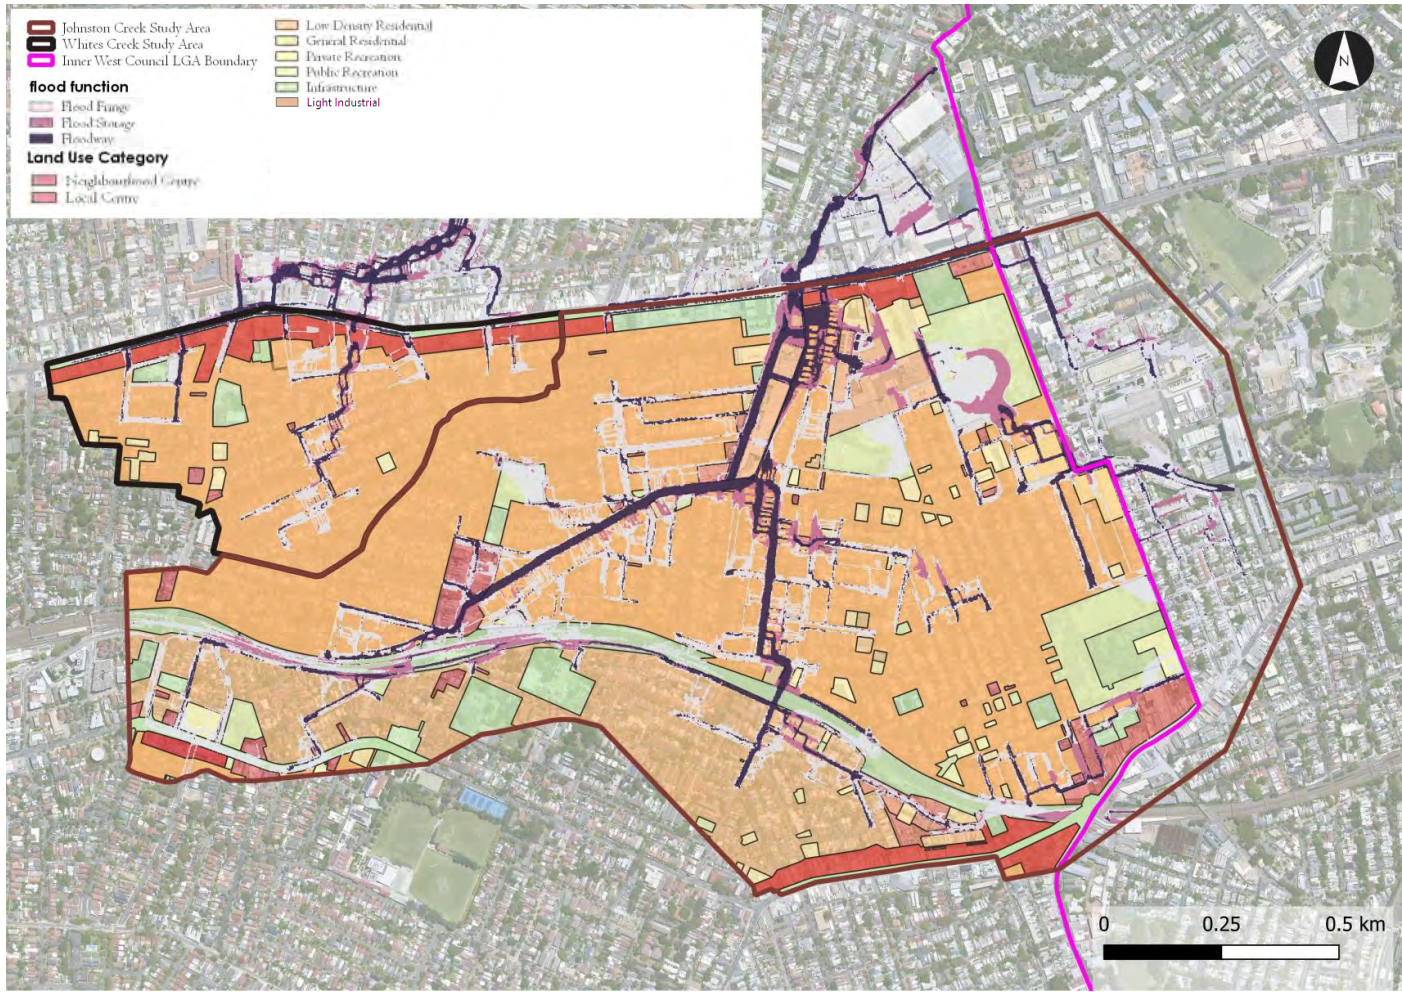 Johnston Creek Study Area
Whites Creek Study Area
Inner West Council LGA Boundary
flood function
Flood Fringe
Flood Storage
Floodway
Land Use Category
Neighbourhood Centre
Local Centre
Low Density Residential
General Residential
Private Recreation
Public Recreation
Infrastructure
Light Industrial
N
0 0.25 0.5 km